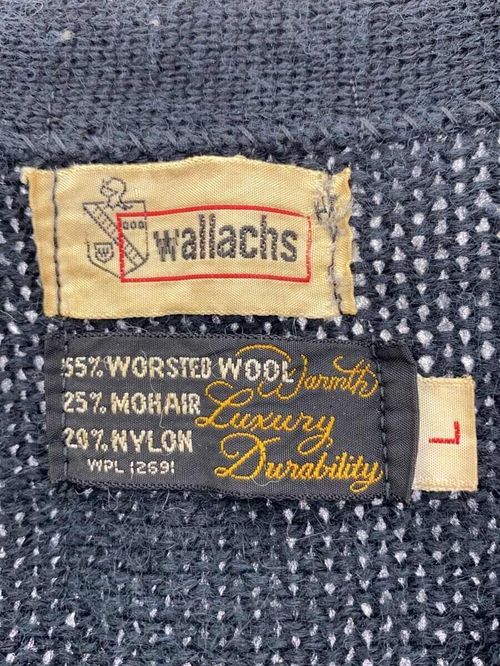 wallachs
55% WORSTED WOOL Warmth
25% MOHAIR Luxury
20% NYLON Durability
WPL 12691
L